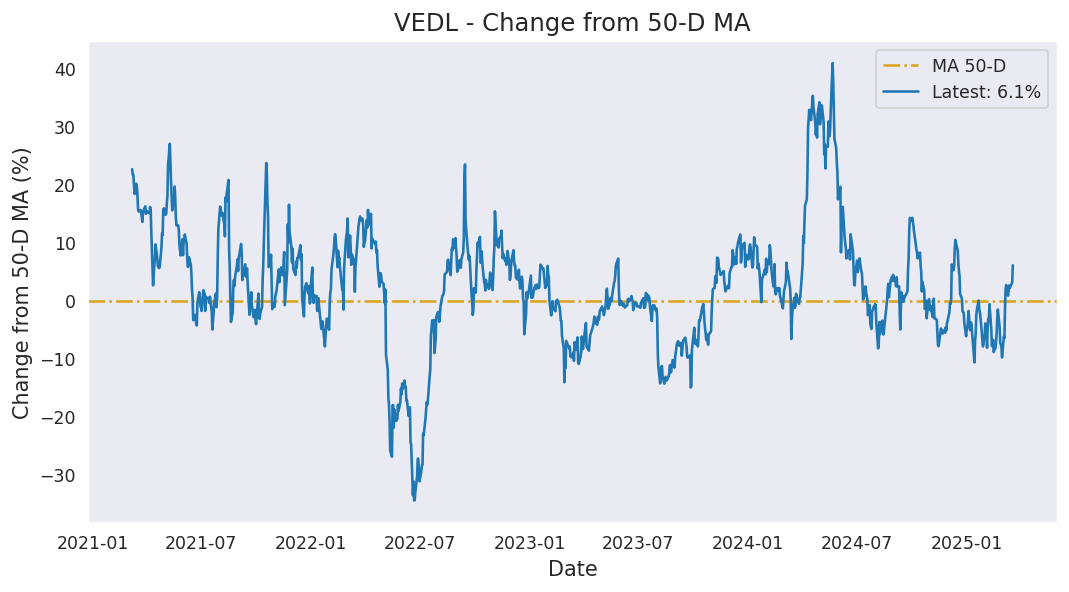 VEDL - Change from 50-D MA
MA 50-D
Latest: 6.1%
Change from 50-D MA (%)
40
30
20
10
0
−10
−20
−30
2021-01 2021-07 2022-01 2022-07 2023-01 2023-07 2024-01 2024-07 2025-01
Date